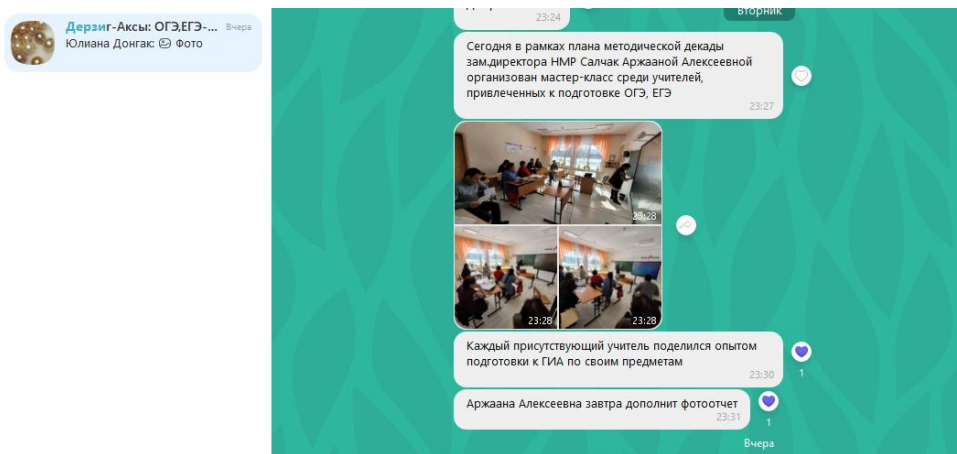 Дерзиг-Аксы: ОГЭ,ЕГЭ-... Вчера
Юлиана Донгак: Фото
23:24
Вторник
Сегодня в рамках плана методической декады
зам.директора НМР Салчак Аржааной Алексеевной
организован мастер-класс среди учителей,
привлеченных к подготовке ОГЭ, ЕГЭ
23:27
23:28
23:28
23:28
Каждый присутствующий учитель поделился опытом
подготовки к ГИА по своим предметам
23:30
1
Аржаана Алексеевна завтра дополнит фотоотчет
23:31
1
Вчера